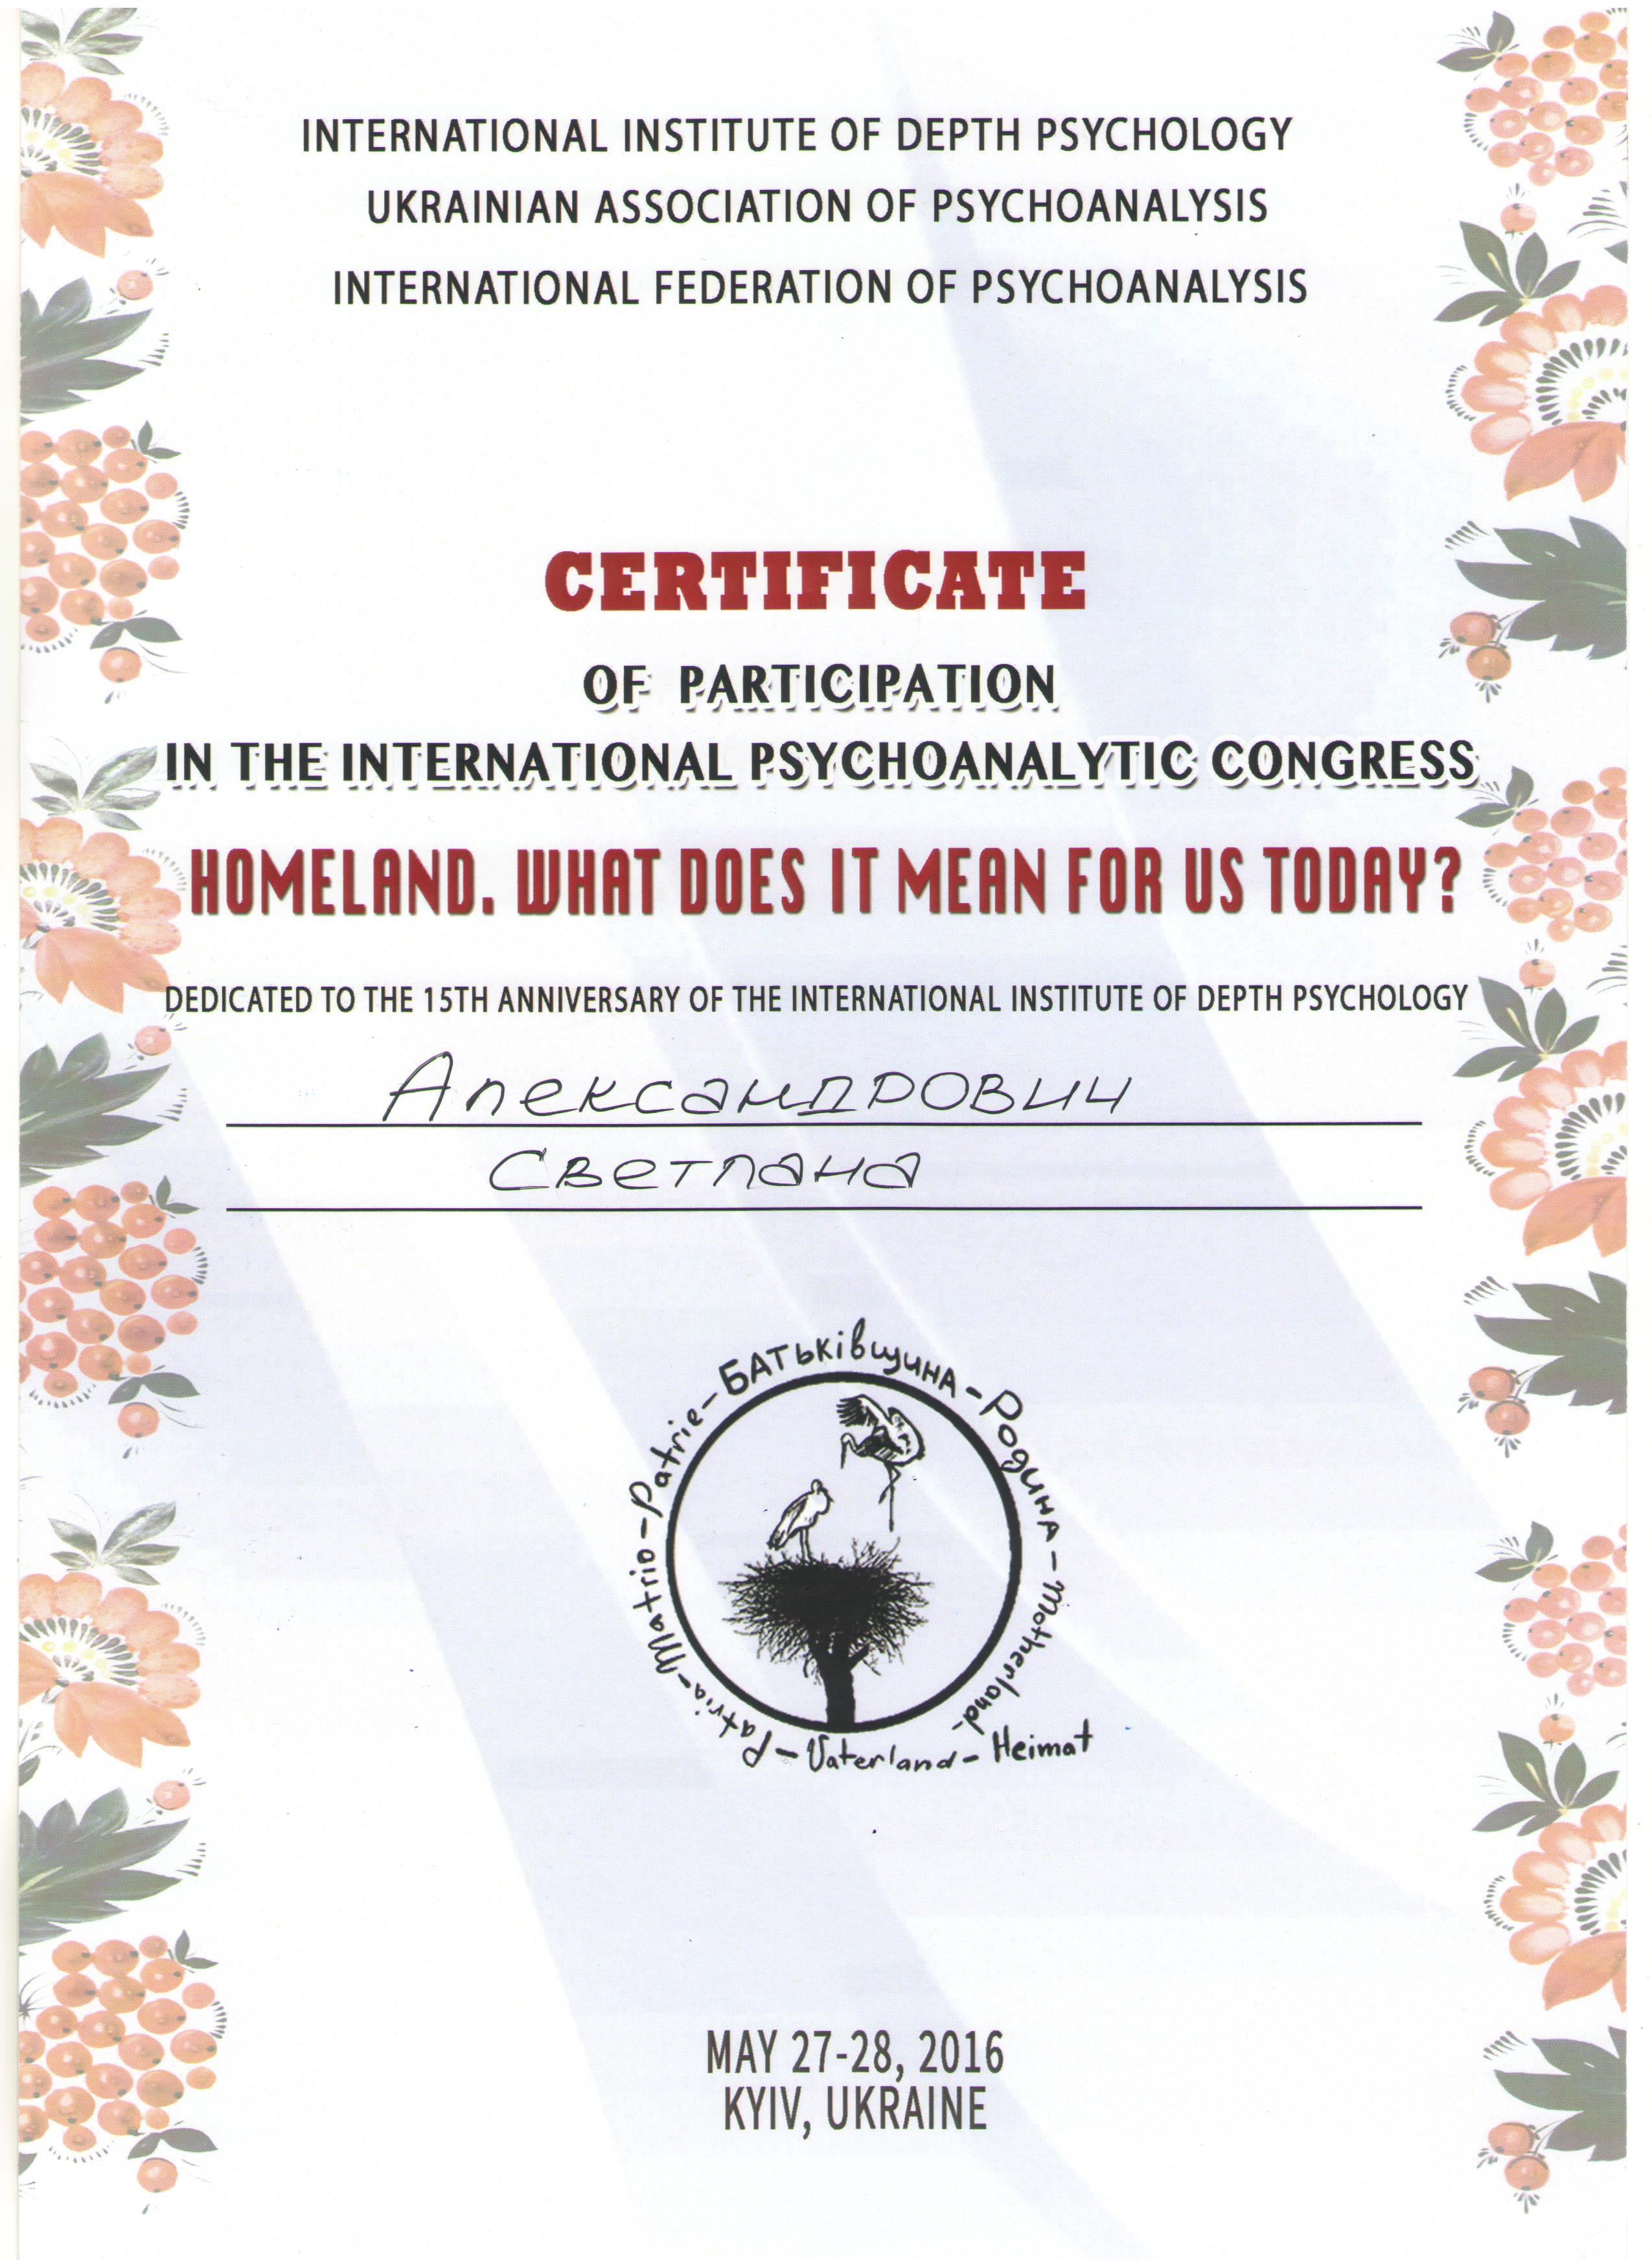 INTERNATIONAL INSTITUTE OF DEPTH PSYCHOLOGY
UKRAINIAN ASSOCIATION OF PSYCHOANALYSIS
INTERNATIONAL FEDERATION OF PSYCHOANALYSIS
CERTIFICATE
OF PARTICIPATION
IN THE INTERNATIONAL PSYCHOANALYTIC CONGRESS
HOMELAND. WHAT DOES IT MEAN FOR US TODAY?
DEDICATED TO THE 15TH ANNIVERSARY OF THE INTERNATIONAL INSTITUTE OF DEPTH PSYCHOLOGY
Александрович
Светлана
Patria-Matrio-Patrie-БАТЬківщиНА-РодиНА-Motherland-
-Vaterland-Heimat
MAY 27-28, 2016
KYIV, UKRAINE